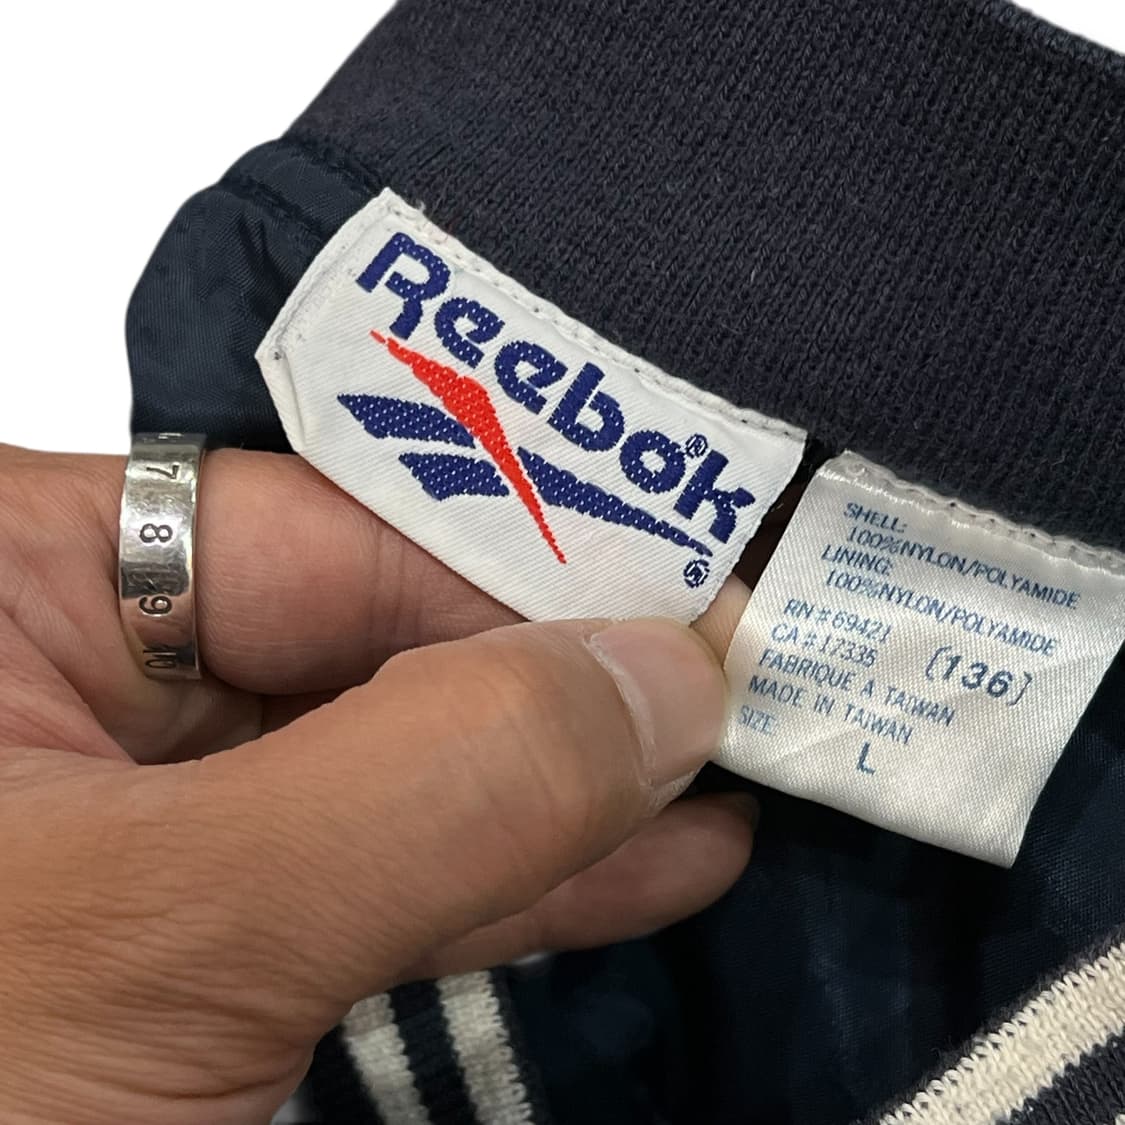 Reebok®
®
SHELL:
100%NYLON/POLYAMIDE
LINING:
100%NYLON/POLYAMIDE
RN#69421
CA#17335
[136]
FABRIQUE A TAIWAN
MADE IN TAIWAN
SIZE
L
7
8
9
10